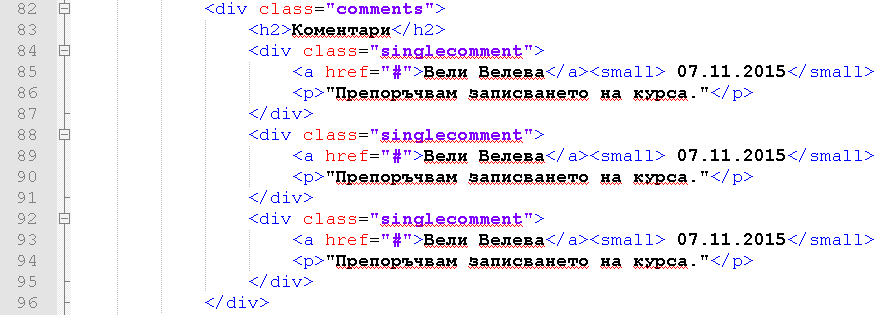 82 <div class="comments">
83 <h2>Коментари</h2>
84 <div class="singlecomment">
85 <a href="#">Вели Велева</a><small> 07.11.2015</small>
86 <p>"Препоръчвам записването на курса."</p>
87 </div>
88 <div class="singlecomment">
89 <a href="#">Вели Велева</a><small> 07.11.2015</small>
90 <p>"Препоръчвам записването на курса."</p>
91 </div>
92 <div class="singlecomment">
93 <a href="#">Вели Велева</a><small> 07.11.2015</small>
94 <p>"Препоръчвам записването на курса."</p>
95 </div>
96 </div>